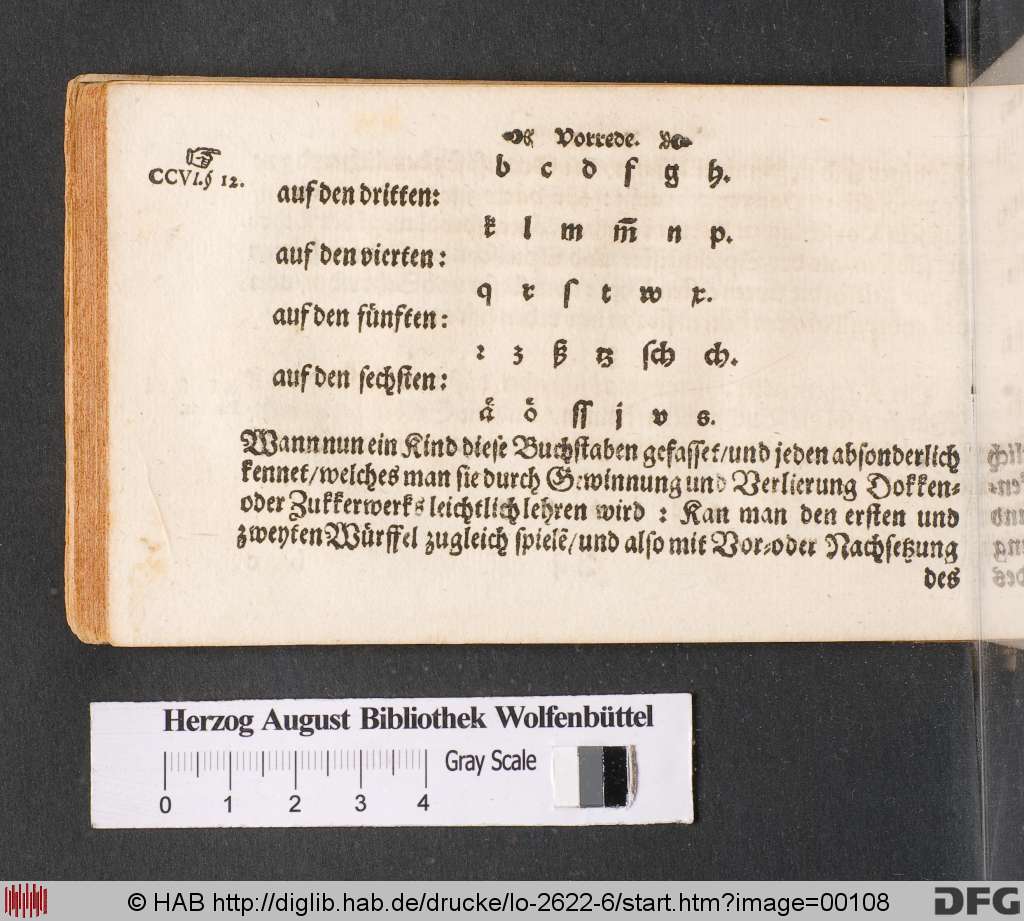 Vorrede.
☞
CCVI.§ 12.
b c d f g h.
auf den dritten:
k l m m̃ n p.
auf den vierten:
q r ſ t w x.
auf den fünften:
ꝛ z ß tz ſch ch.
auf den ſechſten:
aͤ oͤ ſſ j v s.
Wann nun ein Kind dieſe Buchſtaben gefaſſet/und jeden abſonderlich
kennet/welches man ſie durch Gewinnung und Verlierung Dokken-
oder Zukkerwerks leichtlich lehren wird: Kan man den erſten und
zweyten Würffel zugleich ſpielẽ/und alſo mit Vor-oder Nachſetzung
des
Herzog August Bibliothek Wolfenbüttel
Gray Scale
0 1 2 3 4
© HAB http://diglib.hab.de/drucke/lo-2622-6/start.htm?image=00108
DFG